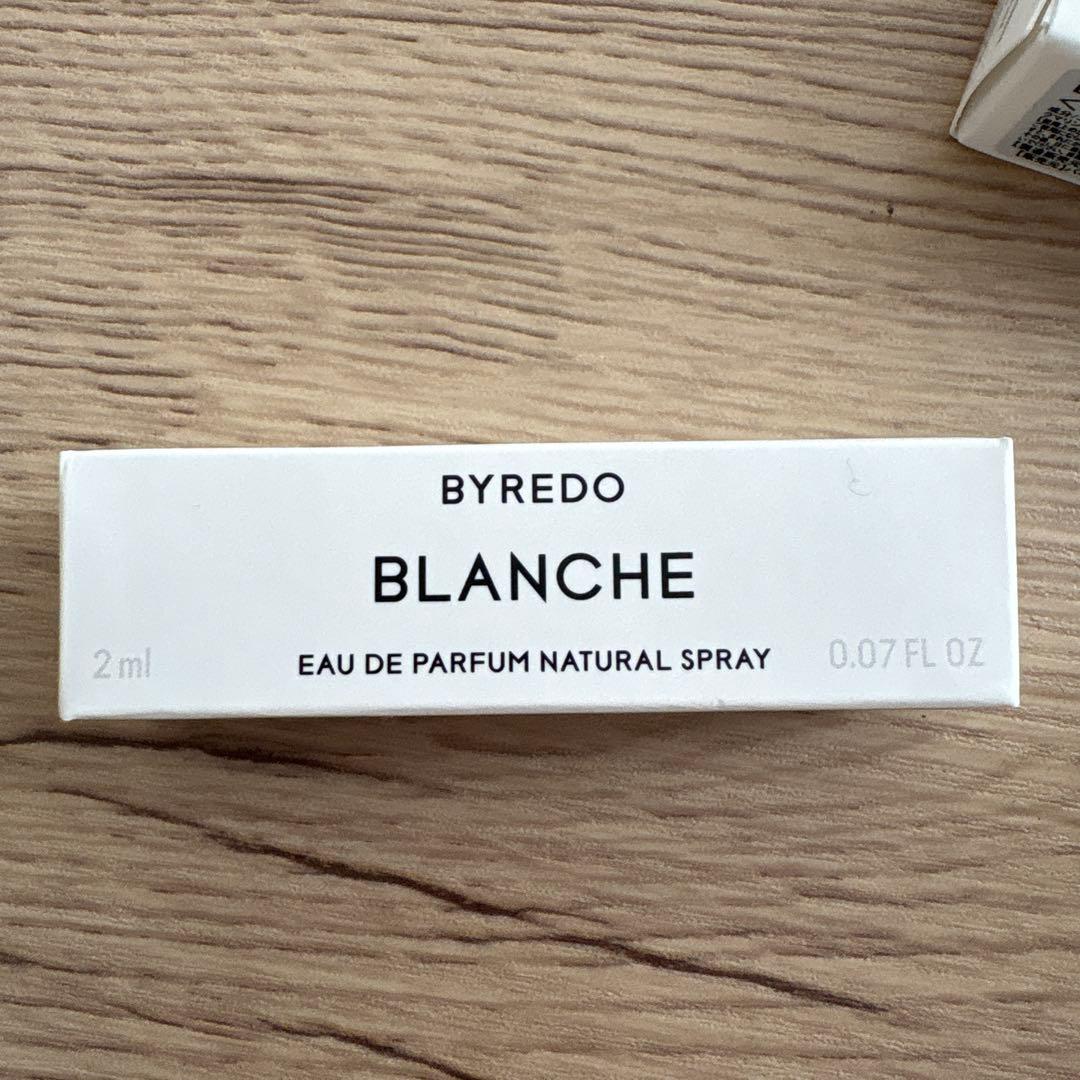 BYREDO
BLANCHE
2 ml
EAU DE PARFUM NATURAL SPRAY
0.07 FL OZ